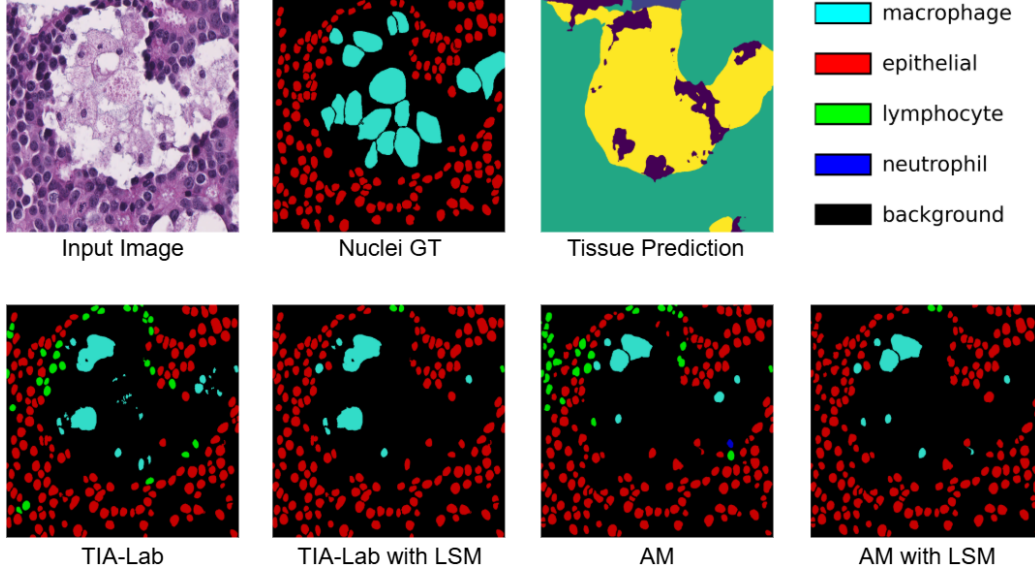 macrophage
epithelial
lymphocyte
neutrophil
background
Input Image
Nuclei GT
Tissue Prediction
TIA-Lab
TIA-Lab with LSM
AM
AM with LSM